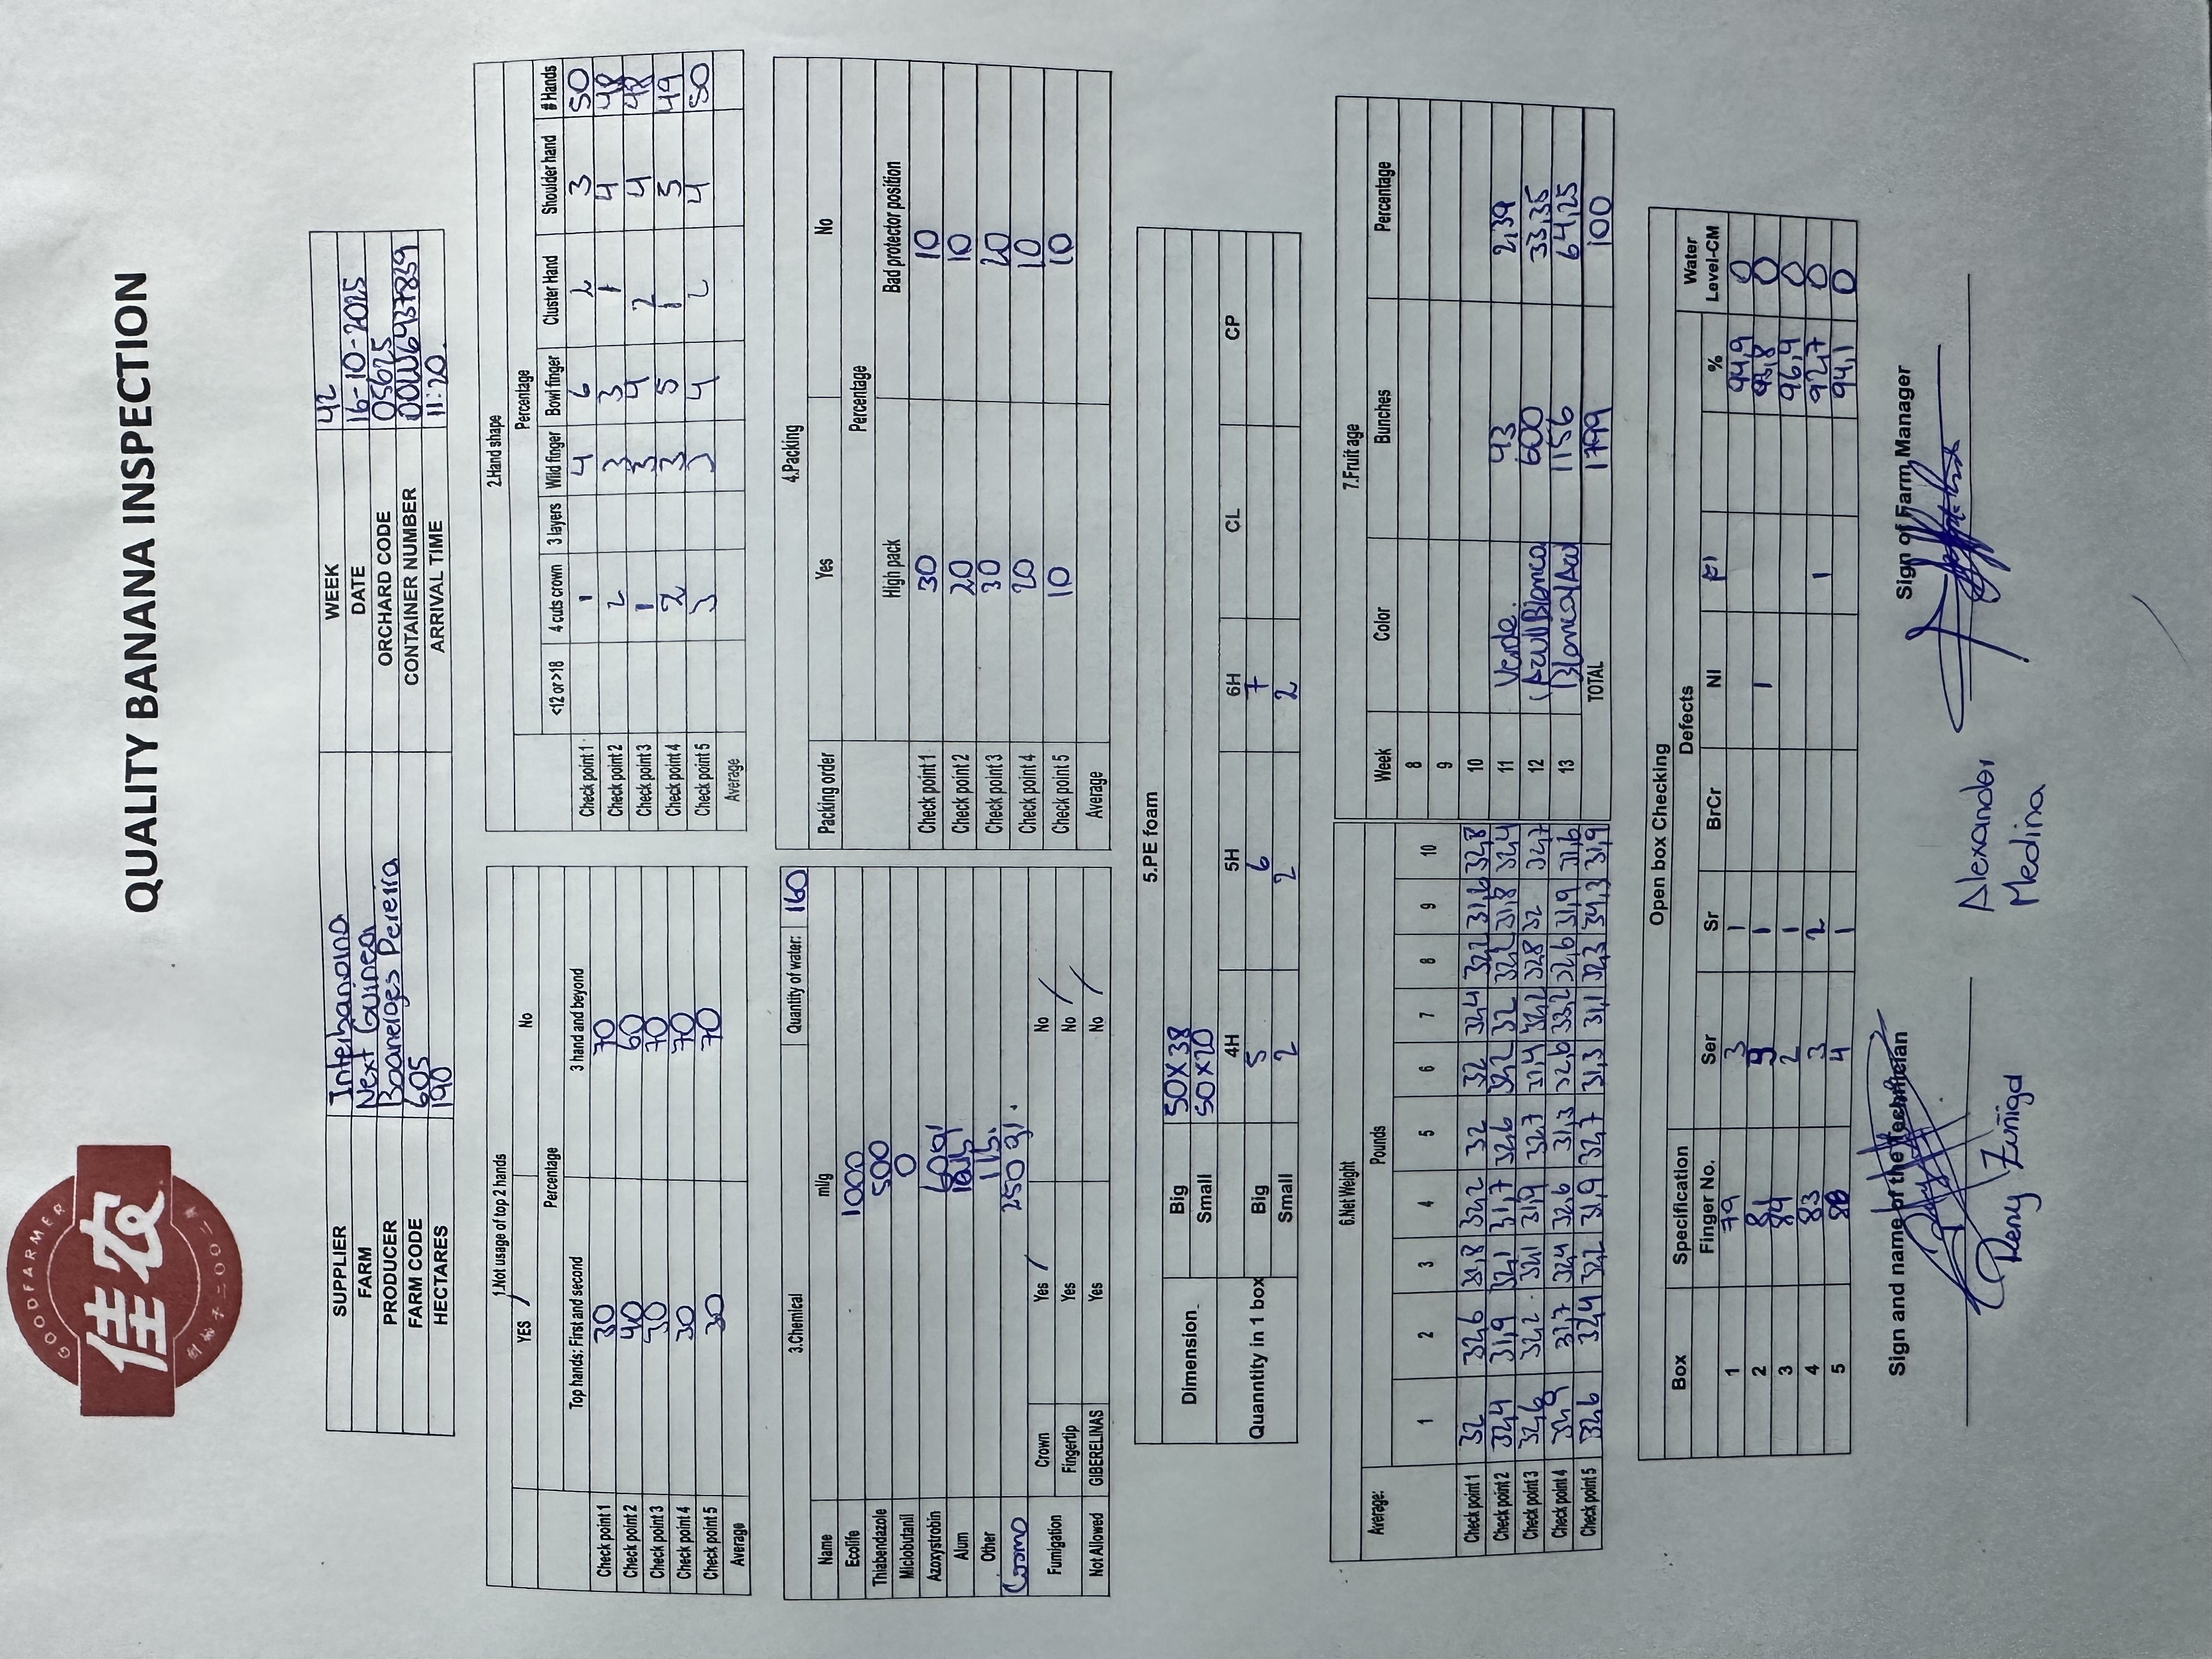 GOODFARMER
佳农
创始于二〇〇二年
QUALITY BANANA INSPECTION
SUPPLIER Interbanana WEEK 42
FARM Next Guinea DATE 16-10-2025
PRODUCER Boanerges Pereira ORCHARD CODE 05625
FARM CODE 605 CONTAINER NUMBER OOLU6937839
HECTARES 190 ARRIVAL TIME 11:20.
1.Not usage of top 2 hands
YES / No
Percentage
Top hands: First and second 3 hand and beyond
Check point 1 30 70
Check point 2 40 60
Check point 3 30 70
Check point 4 30 70
Check point 5 30 70
Average
2.Hand shape
Percentage
<12 or >18 4 cuts crown 3 layers Wild finger Bowl finger Cluster Hand Shoulder hand # Hands
Check point 1 1 4 6 2 3 50
Check point 2 2 3 3 1 4 48
Check point 3 1 3 4 2 4 48
Check point 4 2 3 5 1 5 49
Check point 5 3 3 4 2 4 50
Average
3.Chemical Quantity of water: 160
Name ml/g
Ecolife 1000
Thiabendazole 500
Miclobutanil 0
Azoxystrobin
Alum
Other
Cosmo 250 gr.
Fumigation Crown Yes / No
Fingertip Yes No /
Not Allowed GIBERELINAS Yes No /
4.Packing
Packing order Yes No
Percentage
High pack Bad protector position
Check point 1 30 10
Check point 2 20 10
Check point 3 30 20
Check point 4 20 10
Check point 5 10 10
Average
5.PE foam
Dimension Big 50X38
Small 50X20
4H 5H 6H CL CP
Quanntity in 1 box Big 5 6 7
Small 2 2 2
6.Net Weight
Average: Pounds
1 2 3 4 5 6 7 8 9 10
Check point 1 32 32,6 32,2 32 32 32,4 32,2 31,6 32,8
Check point 2 32,4 31,9 32,1 31,7 32,6 32,2 32 32,2 31,8 32,4
Check point 3 32,6 32,2 32,1 31,9 32,7 31,4 32,2 32,8 32 32,7
Check point 4 31,7 32,4 32,6 31,3 32,6 33,2 32,6 31,9 32,6
Check point 5 32,6 32,4 32,2 31,9 32,7 31,3 31,1 32,3 31,9
7.Fruit age
Week Color Bunches Percentage
8
9
10
11 Verde. 43 2,39
12 Azul/Blanco 600 33,35
13 Blanco/Azul 1156 64,25
TOTAL 1799 100
Open box Checking
Box Specification Defects Water
Finger No. Ser Sr BrCr NI FI % Level-CM
1 79 3 1 94,9 0
2 81 3 1 1 93,8 0
3 84 2 1 96,4 0
4 83 3 2 1 92,7 0
5 4 1 94,1 0
Sign and name of the Technician Sign of Farm Manager
Deny Zuñiga
Alexander
Medina